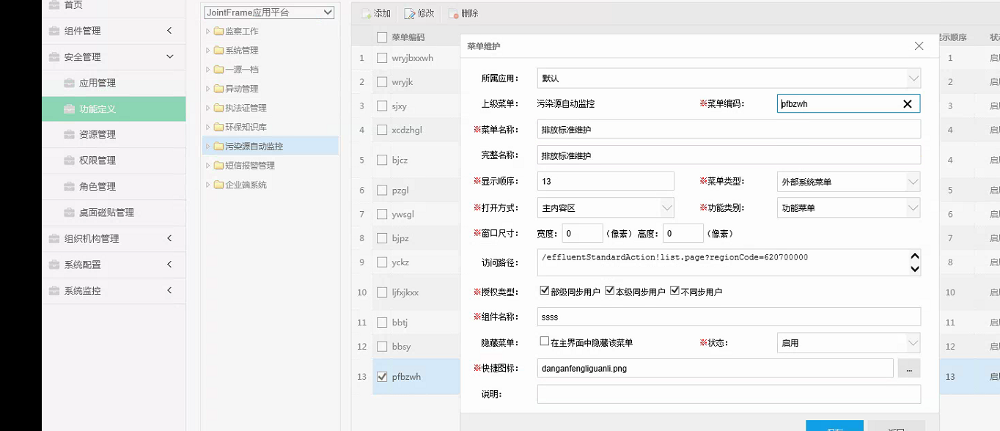 首页
组件管理
安全管理
应用管理
功能定义
资源管理
权限管理
角色管理
桌面磁贴管理
组织机构管理
系统配置
系统监控
JointFrame应用平台
监察工作
系统管理
一源一档
异动管理
执法证管理
环保知识库
污染源自动监控
短信报警管理
企业端系统
添加 修改 删除
菜单编码
1 wryjbxxwh
2 wryjk
3 sjxy
4 xcdzhgl
5 bjcz
6 pzgl
7 ywsgl
8 bjpz
9 yckz
10 ljfxjkxx
11 bbtj
12 bbsy
13 pfbzwh
菜单维护
所属应用: 默认
上级菜单: 污染源自动监控 ※菜单编码: pfbzwh
※菜单名称: 排放标准维护
完整名称: 排放标准维护
※显示顺序: 13 ※菜单类型: 外部系统菜单
※打开方式: 主内容区 ※功能类别: 功能菜单
※窗口尺寸: 宽度: 0 (像素) 高度: 0 (像素)
访问路径: /effluentStandardAction!list.page?regionCode=620700000
※授权类型: 部级同步用户 本级同步用户 不同步用户
※组件名称: ssss
隐藏菜单: 在主界面中隐藏该菜单 ※状态: 启用
※快捷图标: danganfengliguanli.png ...
说明:
显示顺序
1
2
3
4
4
5
6
7
8
10
11
12
13